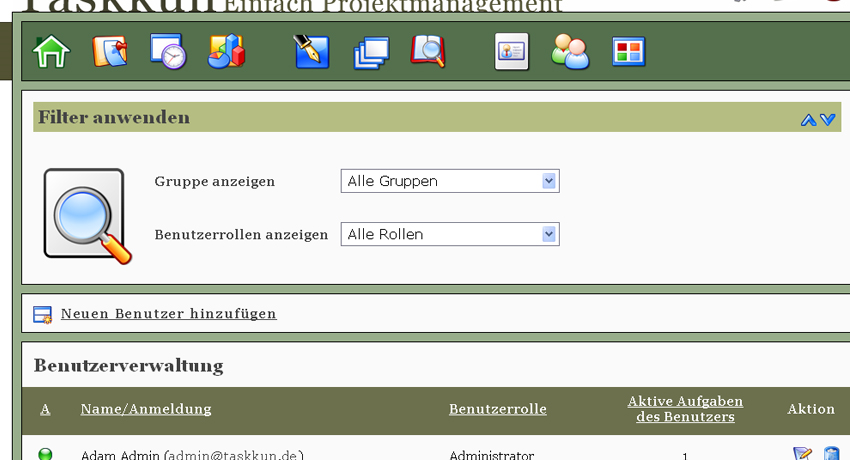 Taskkun Einfach Projektmanagement
Filter anwenden
Gruppe anzeigen Alle Gruppen
Benutzerrollen anzeigen Alle Rollen
Neuen Benutzer hinzufügen
Benutzerverwaltung
A Name/Anmeldung Benutzerrolle Aktive Aufgaben des Benutzers Aktion
Adam Admin (admin@taskkun.de) Administrator 1